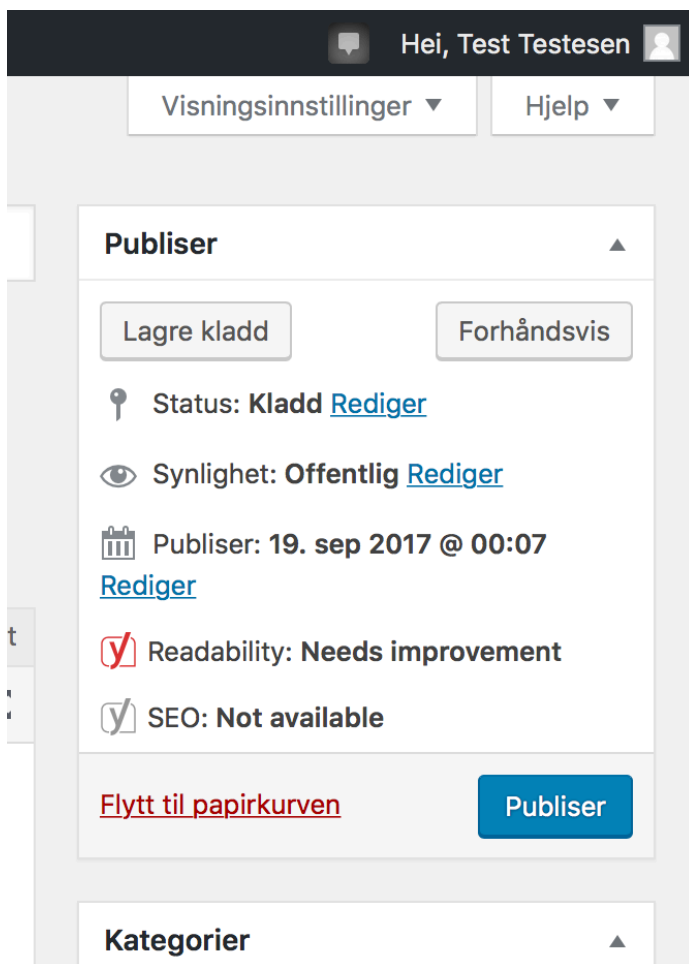 Hei, Test Testesen
Visningsinnstillinger ▼
Hjelp ▼
Publiser
Lagre kladd
Forhåndsvis
Status: Kladd Rediger
Synlighet: Offentlig Rediger
Publiser: 19. sep 2017 @ 00:07
Rediger
t
Readability: Needs improvement
SEO: Not available
Flytt til papirkurven
Publiser
Kategorier